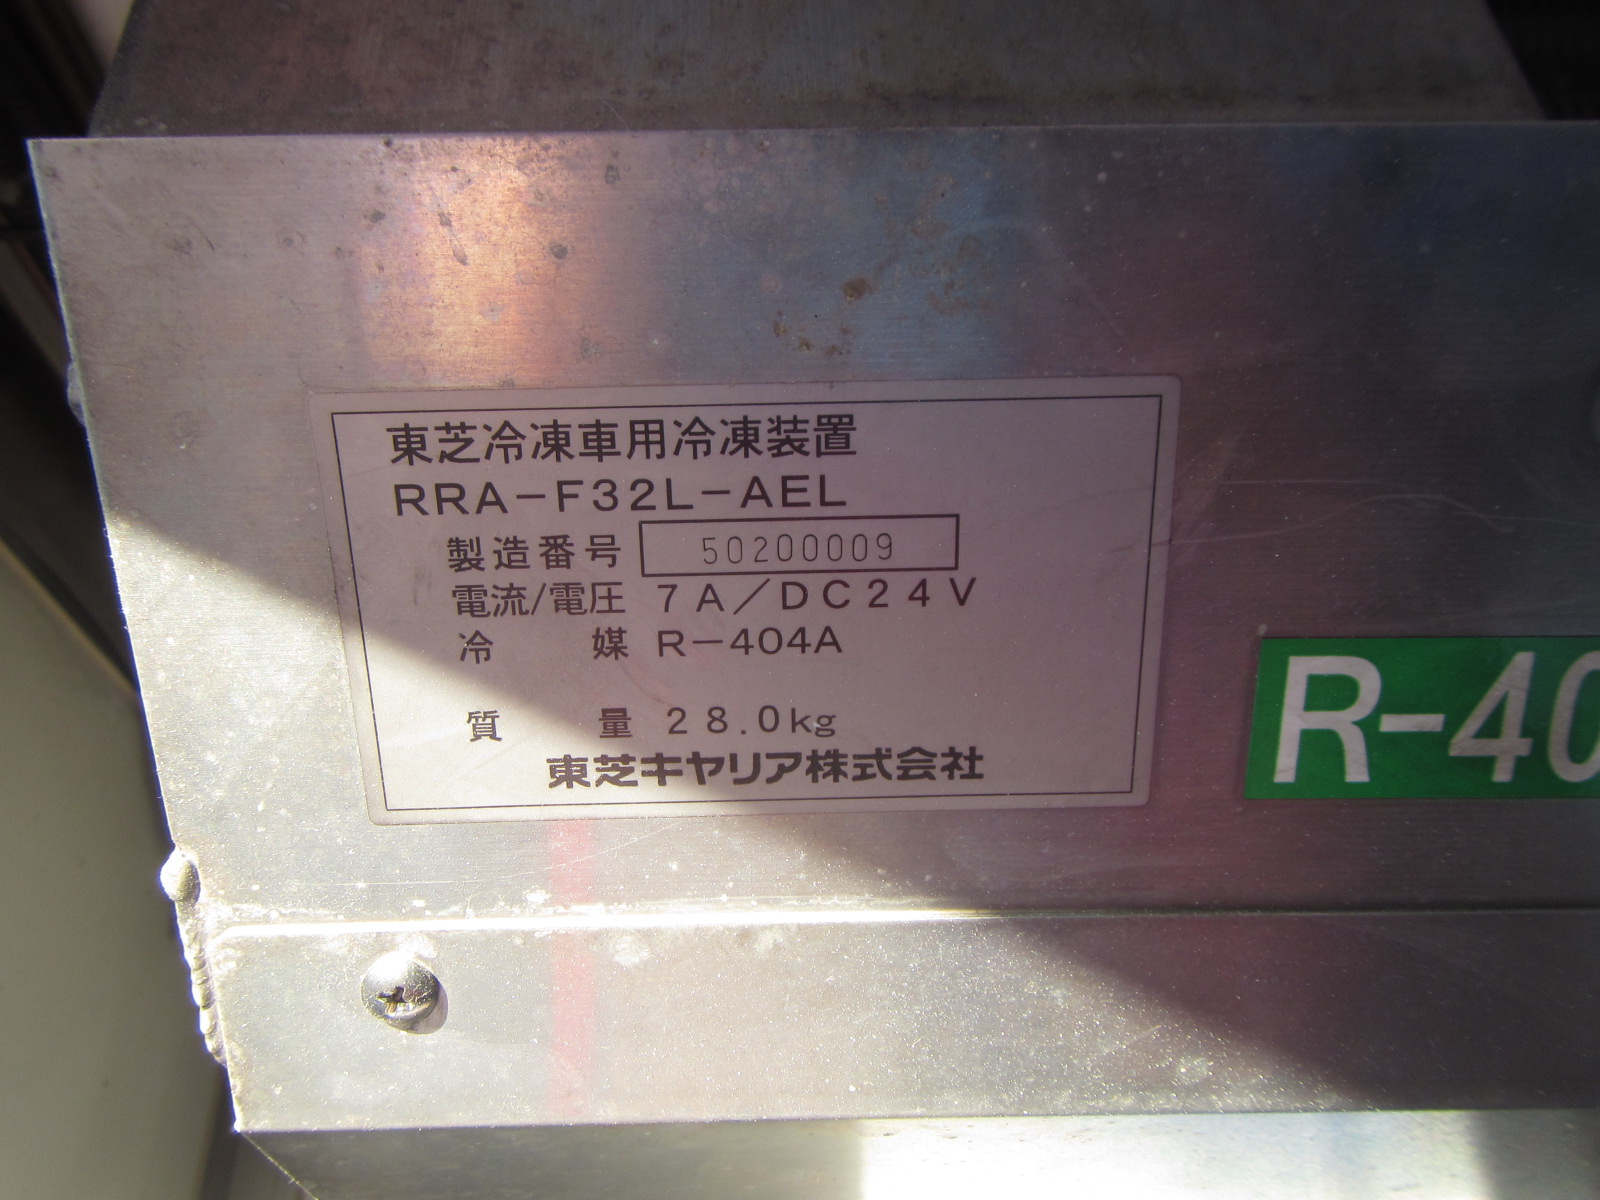 東芝冷凍車用冷凍装置
RRA-F32L-AEL
製造番号 50200009
電流/電圧 7A/DC24V
冷媒 R-404A
質量 28.0kg
東芝キヤリア株式会社
R-40